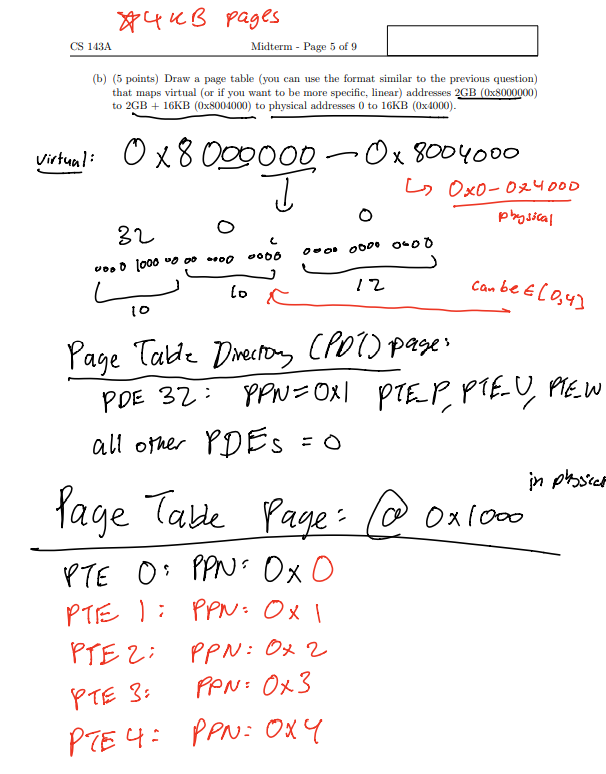 *4KB pages
CS 143A Midterm - Page 5 of 9
(b) (5 points) Draw a page table (you can use the format similar to the previous question)
that maps virtual (or if you want to be more specific, linear) addresses 2GB (0x8000000)
to 2GB + 16KB (0x8004000) to physical addresses 0 to 16KB (0x4000).
virtual: 0x8000000 - 0x8004000
↳ 0x0-0x4000
↓ physical
32 0 0
0000 1000 00 00 0000 0000 0000 0000 0000
10 10 12 can be ∈ [0,4]
Page Table Directory (PDT) page:
PDE 32: PPN=0x1 PTE_P, PTE_U, PTE_W
all other PDEs = 0
in physical
Page Table Page: @ 0x1000
PTE 0: PPN: 0x0
PTE 1: PPN: 0x1
PTE 2: PPN: 0x2
PTE 3: PPN: 0x3
PTE 4: PPN: 0x4